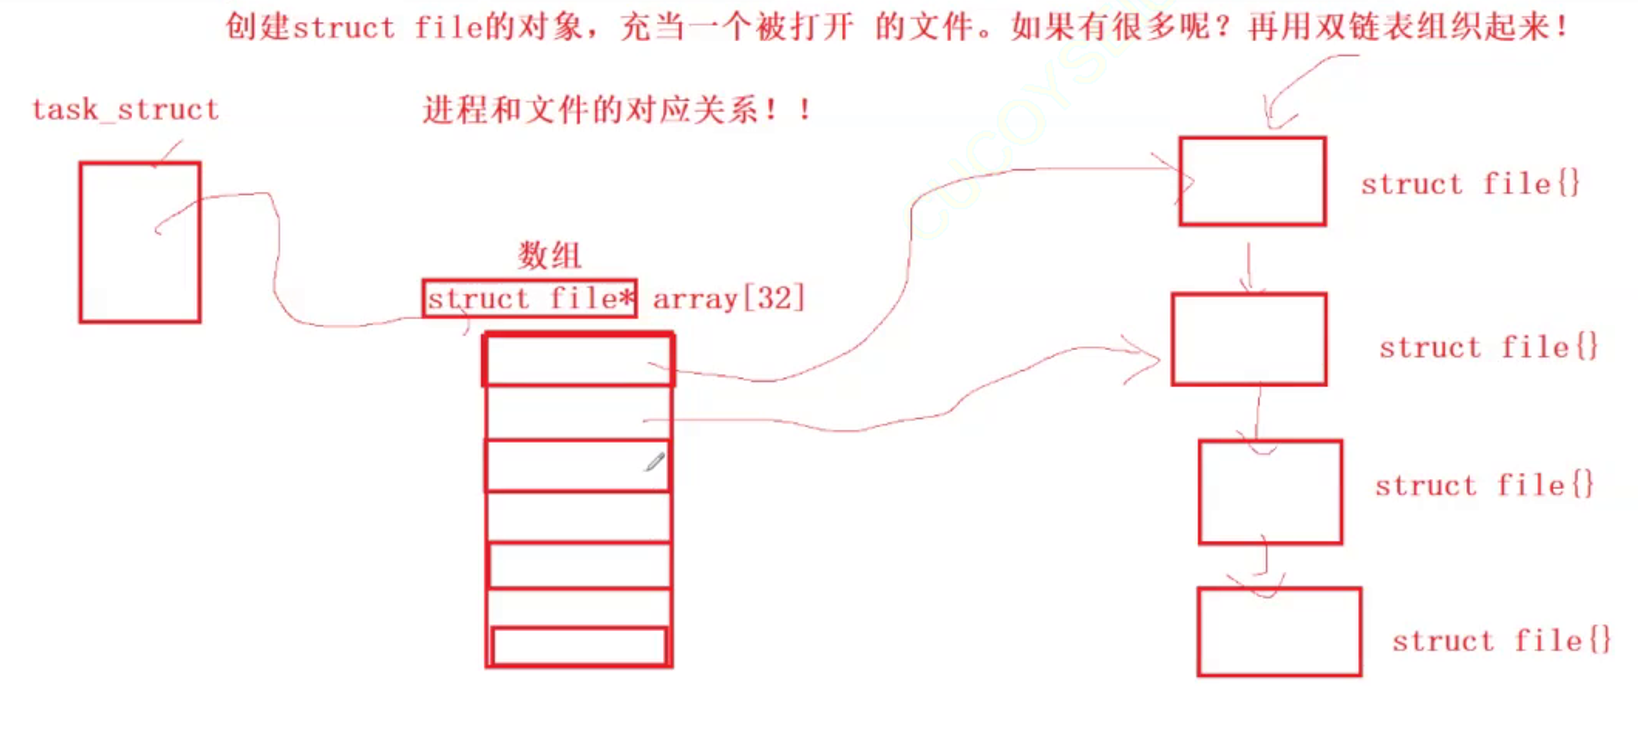 创建struct file的对象，充当一个被打开 的文件。如果有很多呢？再用双链表组织起来！
task_struct
进程和文件的对应关系！！
struct file{}
数组
struct file* array[32]
struct file{}
struct file{}
struct file{}